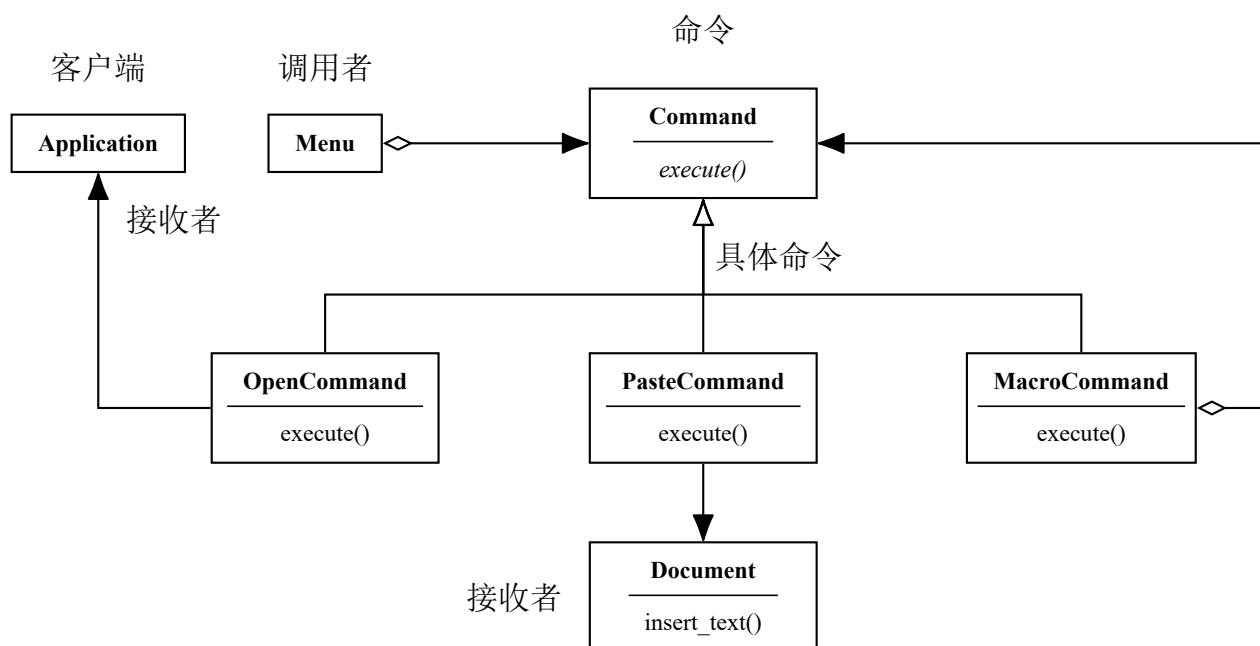 命令
客户端
调用者
Command
execute()
Application
Menu
接收者
具体命令
OpenCommand
execute()
PasteCommand
execute()
MacroCommand
execute()
接收者
Document
insert_text()